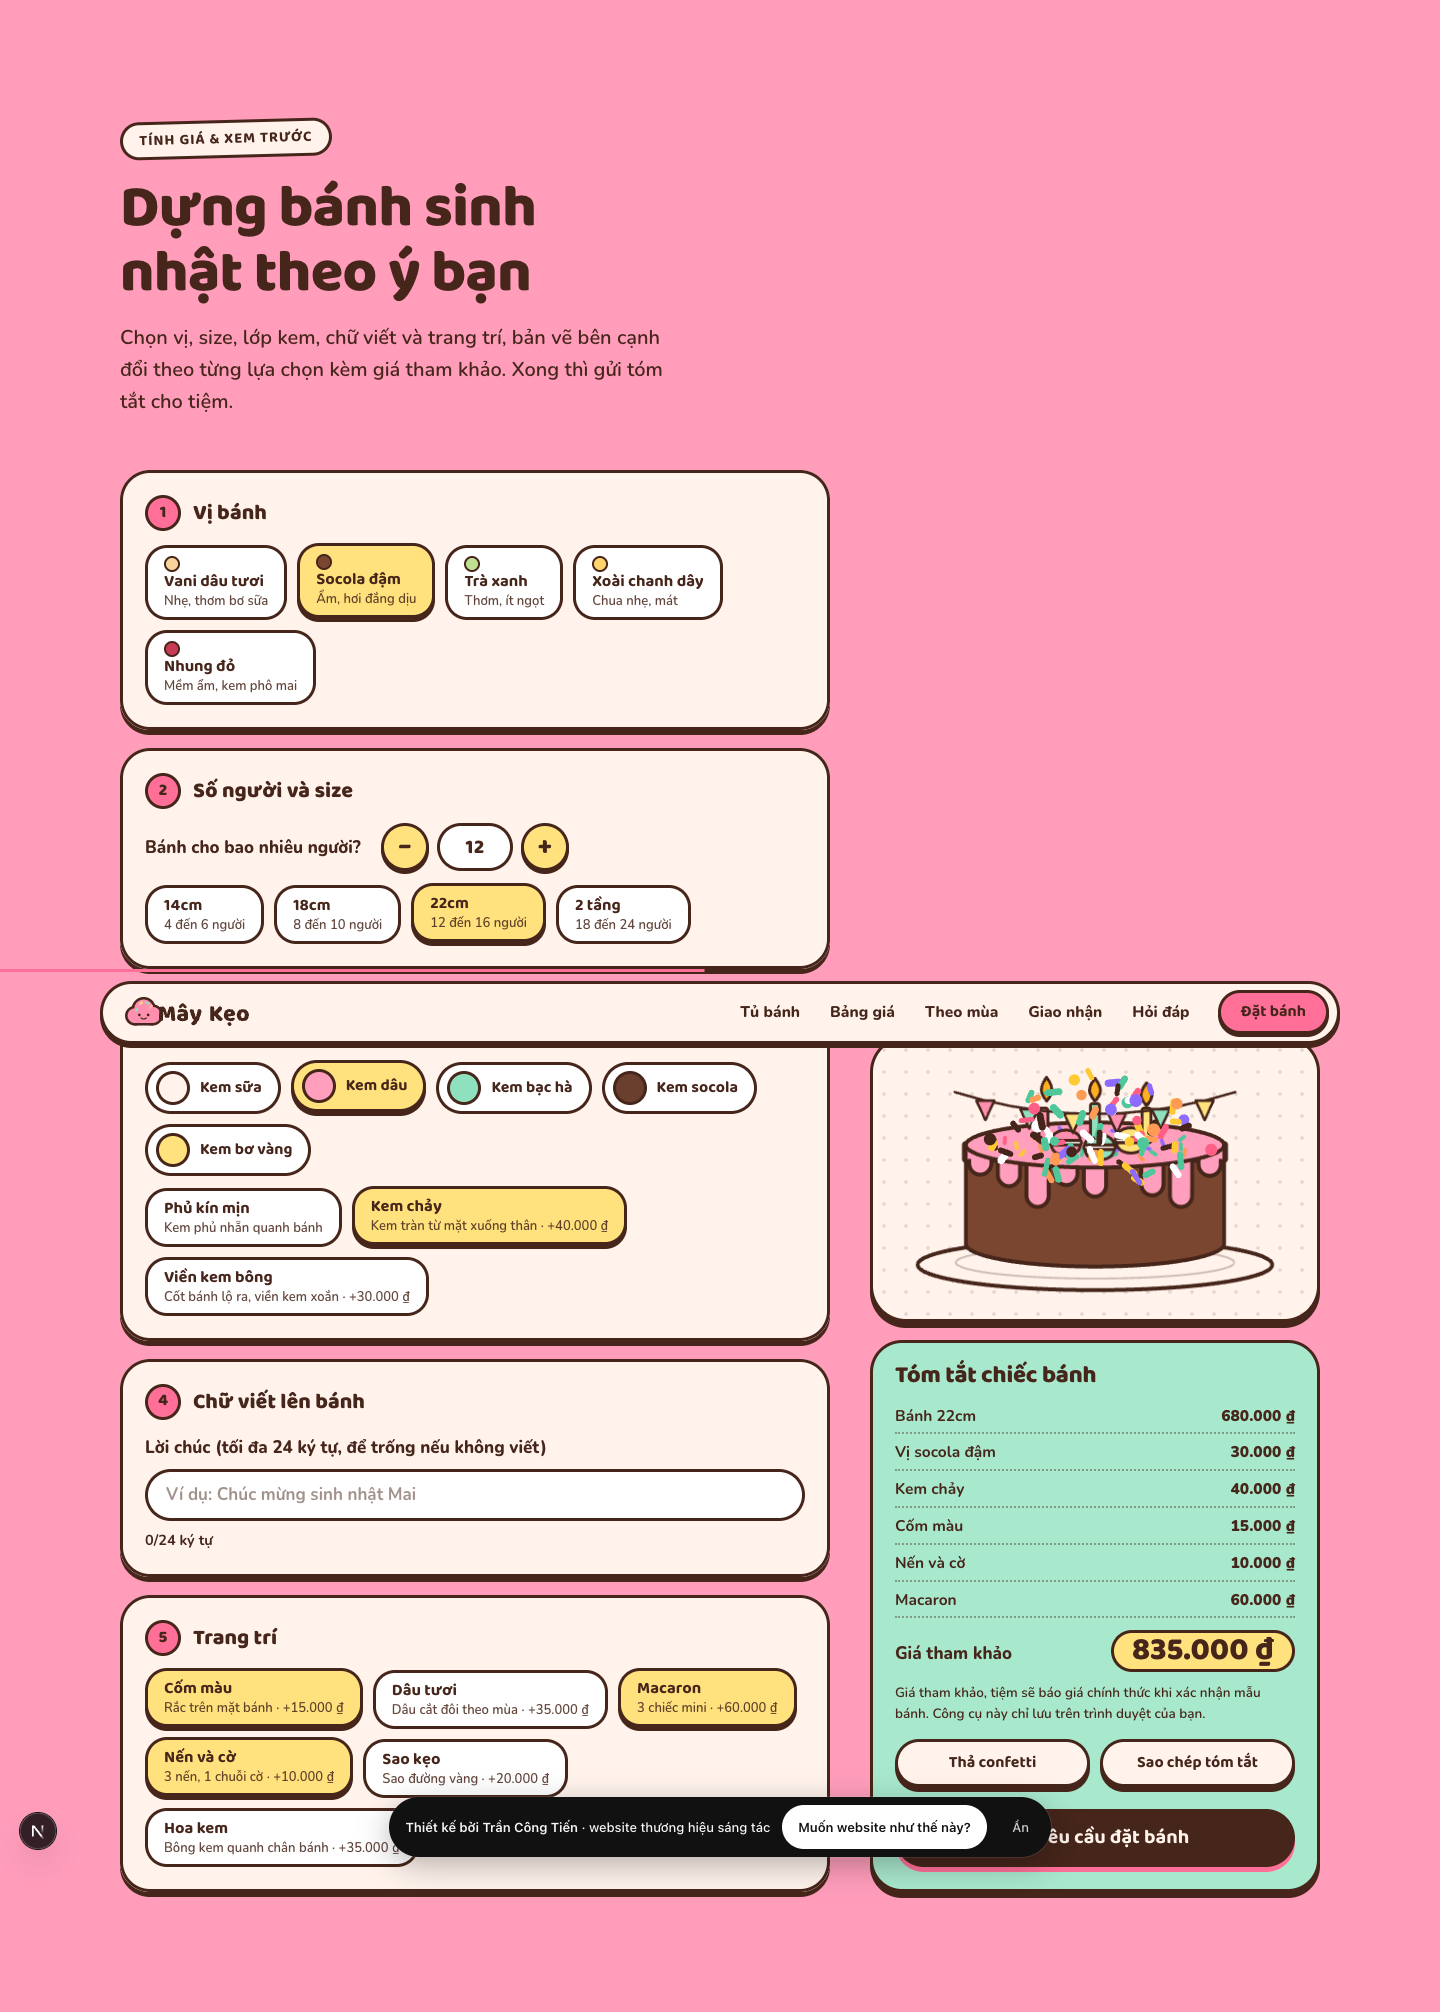 TÍNH GIÁ & XEM TRƯỚC
Dựng bánh sinh
nhật theo ý bạn
Chọn vị, size, lớp kem, chữ viết và trang trí, bản vẽ bên cạnh
đổi theo từng lựa chọn kèm giá tham khảo. Xong thì gửi tóm
tắt cho tiệm.
1 Vị bánh
Vani dâu tươi
Nhẹ, thơm bơ sữa
Socola đậm
Ẩm, hơi đắng dịu
Trà xanh
Thơm, ít ngọt
Xoài chanh dây
Chua nhẹ, mát
Nhung đỏ
Mềm ẩm, kem phô mai
2 Số người và size
Bánh cho bao nhiêu người? − 12 +
14cm
4 đến 6 người
18cm
8 đến 10 người
22cm
12 đến 16 người
2 tầng
18 đến 24 người
Mây Kẹo Tủ bánh Bảng giá Theo mùa Giao nhận Hỏi đáp Đặt bánh
Kem sữa Kem dâu Kem bạc hà Kem socola
Kem bơ vàng
Phủ kín mịn
Kem phủ nhẵn quanh bánh
Kem chảy
Kem tràn từ mặt xuống thân · +40.000 ₫
Viền kem bông
Cốt bánh lộ ra, viền kem xoắn · +30.000 ₫
4 Chữ viết lên bánh
Lời chúc (tối đa 24 ký tự, để trống nếu không viết)
Ví dụ: Chúc mừng sinh nhật Mai
0/24 ký tự
5 Trang trí
Cốm màu
Rắc trên mặt bánh · +15.000 ₫
Dâu tươi
Dâu cắt đôi theo mùa · +35.000 ₫
Macaron
3 chiếc mini · +60.000 ₫
Nến và cờ
3 nến, 1 chuỗi cờ · +10.000 ₫
Sao kẹo
Sao đường vàng · +20.000 ₫
Hoa kem
Bông kem quanh chân bánh · +35.000 ₫
Tóm tắt chiếc bánh
Bánh 22cm 680.000 ₫
Vị socola đậm 30.000 ₫
Kem chảy 40.000 ₫
Cốm màu 15.000 ₫
Nến và cờ 10.000 ₫
Macaron 60.000 ₫
Giá tham khảo 835.000 ₫
Giá tham khảo, tiệm sẽ báo giá chính thức khi xác nhận mẫu
bánh. Công cụ này chỉ lưu trên trình duyệt của bạn.
Thả confetti Sao chép tóm tắt
cầu đặt bánh
N Thiết kế bởi Trần Công Tiến · website thương hiệu sáng tác Muốn website như thế này? Ẩn